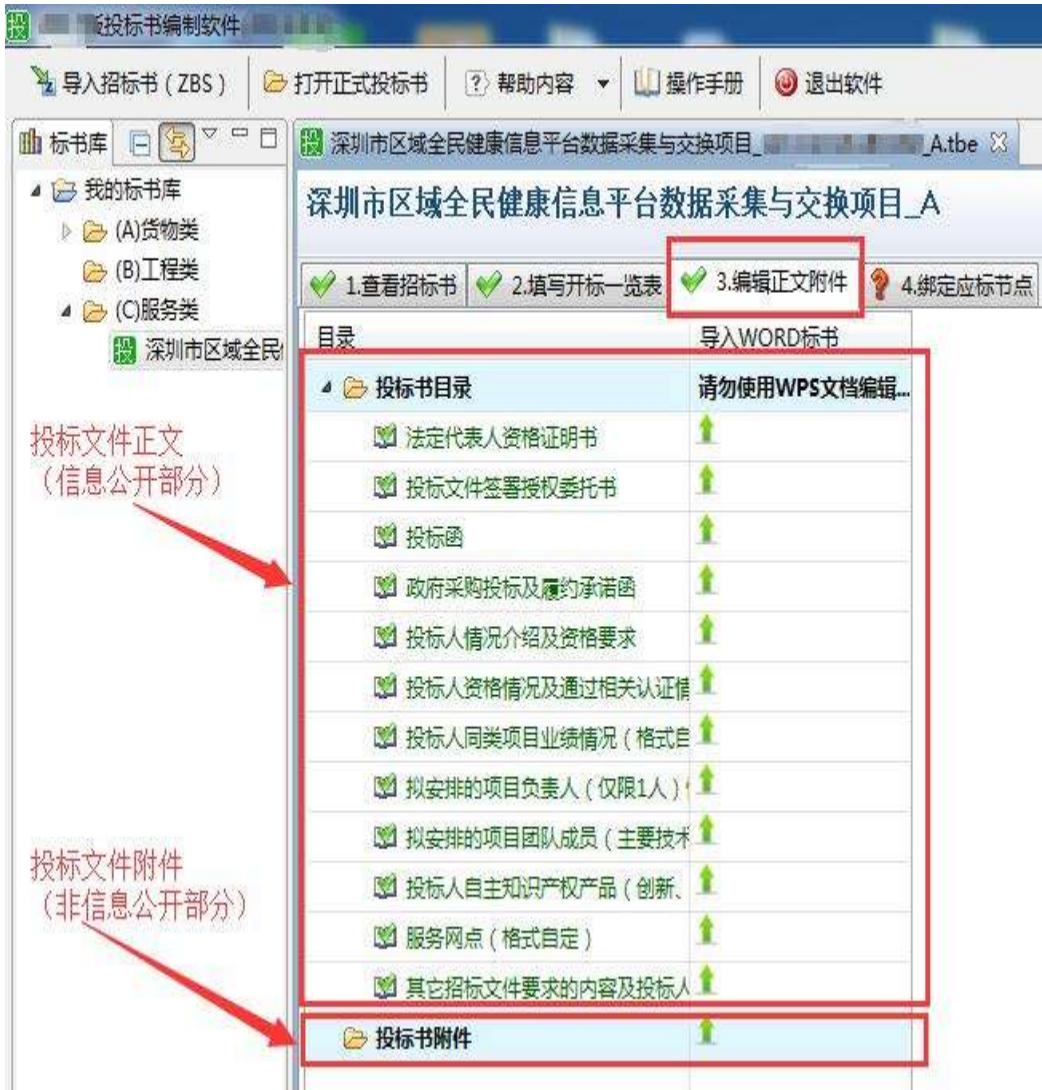 投标书编制软件
导入招标书（ZBS） 打开正式投标书 帮助内容 操作手册 退出软件
标书库
深圳市区域全民健康信息平台数据采集与交换项目_ _A.tbe
我的标书库
(A)货物类
(B)工程类
(C)服务类
深圳市区域全民
深圳市区域全民健康信息平台数据采集与交换项目_A
1.查看招标书 2.填写开标一览表 3.编辑正文附件 4.绑定应标节点
目录 导入WORD标书
投标书目录 请勿使用WPS文档编辑...
法定代表人资格证明书
投标文件签署授权委托书
投标函
政府采购投标及履约承诺函
投标人情况介绍及资格要求
投标人资格情况及通过相关认证情
投标人同类项目业绩情况（格式自
拟安排的项目负责人（仅限1人）
拟安排的项目团队成员（主要技术
投标人自主知识产权产品（创新、
服务网点（格式自定）
其它招标文件要求的内容及投标人
投标书附件
投标文件正文
（信息公开部分）
投标文件附件
（非信息公开部分）